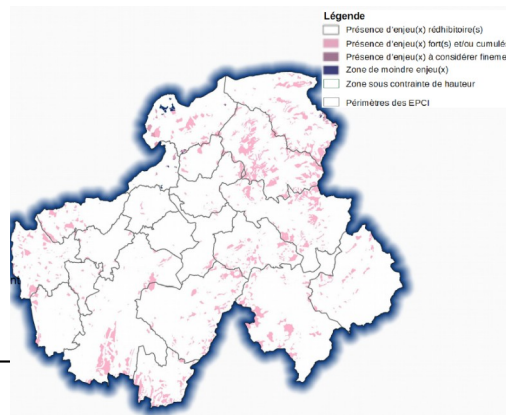 Légende
Présence d'enjeu(x) rédhibitoire(s)
Présence d'enjeu(x) fort(s) et/ou cumulés
Présence d'enjeu(x) à considérer fineme
Zone de moindre enjeu(x)
Zone sous contrainte de hauteur
Périmètres des EPCI